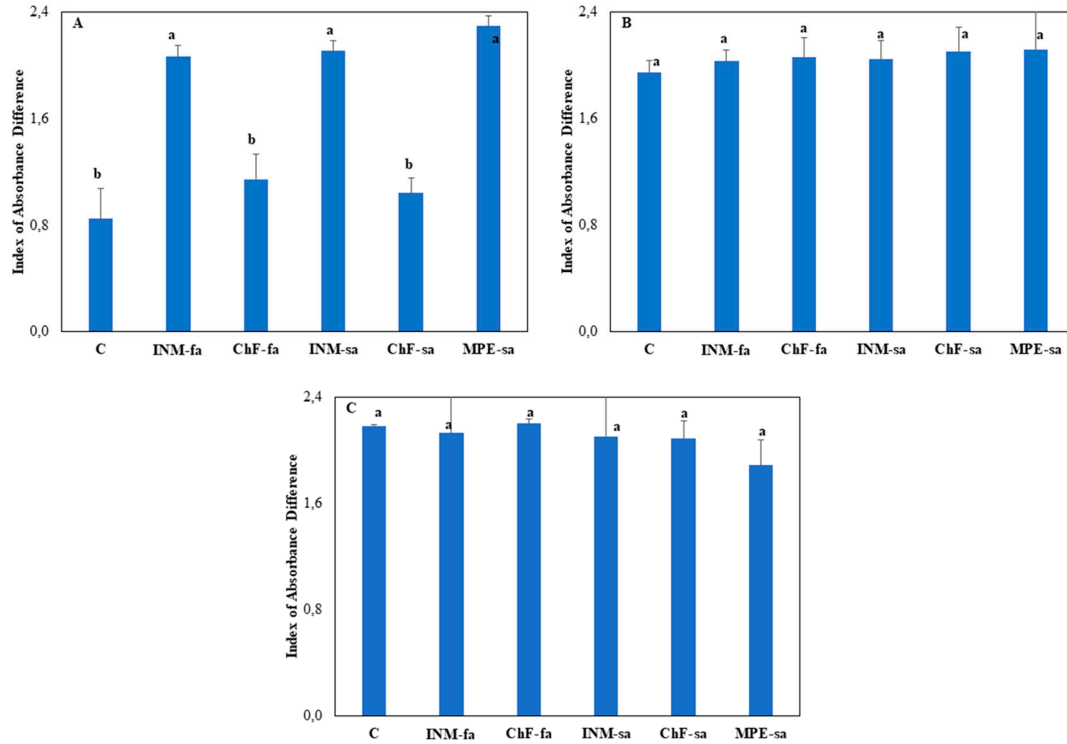 A
2,4
1,6
0,8
0,0
Index of Absorbance Difference
b
a
b
a
b
a
C
INM-fa
ChF-fa
INM-sa
ChF-sa
MPE-sa
B
2,4
1,6
0,8
0,0
Index of Absorbance Difference
a
a
a
a
a
a
C
INM-fa
ChF-fa
INM-sa
ChF-sa
MPE-sa
C
2,4
1,6
0,8
0,0
Index of Absorbance Difference
a
a
a
a
a
a
C
INM-fa
ChF-fa
INM-sa
ChF-sa
MPE-sa